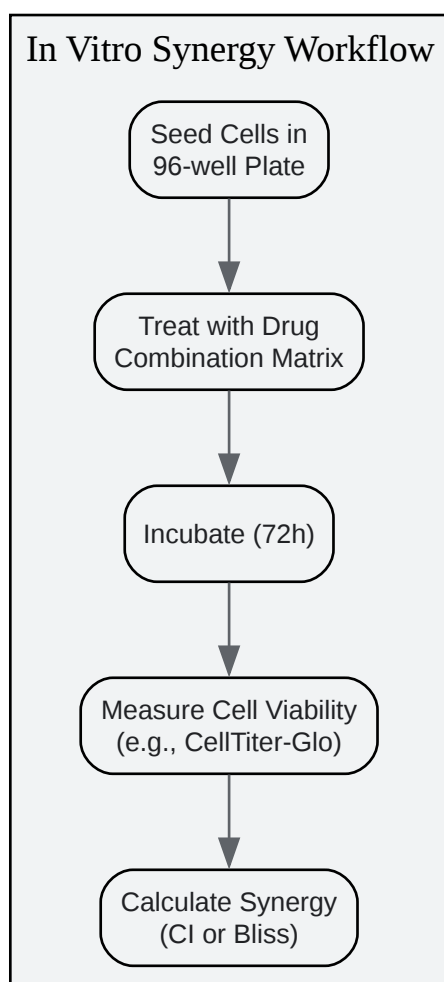 In Vitro Synergy Workflow
Seed Cells in
96-well Plate
Treat with Drug
Combination Matrix
Incubate (72h)
Measure Cell Viability
(e.g., CellTiter-Glo)
Calculate Synergy
(CI or Bliss)